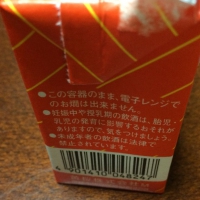 ●この容器のまま、電子レンジで
のお燗は出来ません。
●妊娠中や授乳期の飲酒は、胎児・
乳児の発育に影響するおそれが
ありますので、気をつけましょう。
●未成年者の飲酒は法律で
禁止されています。